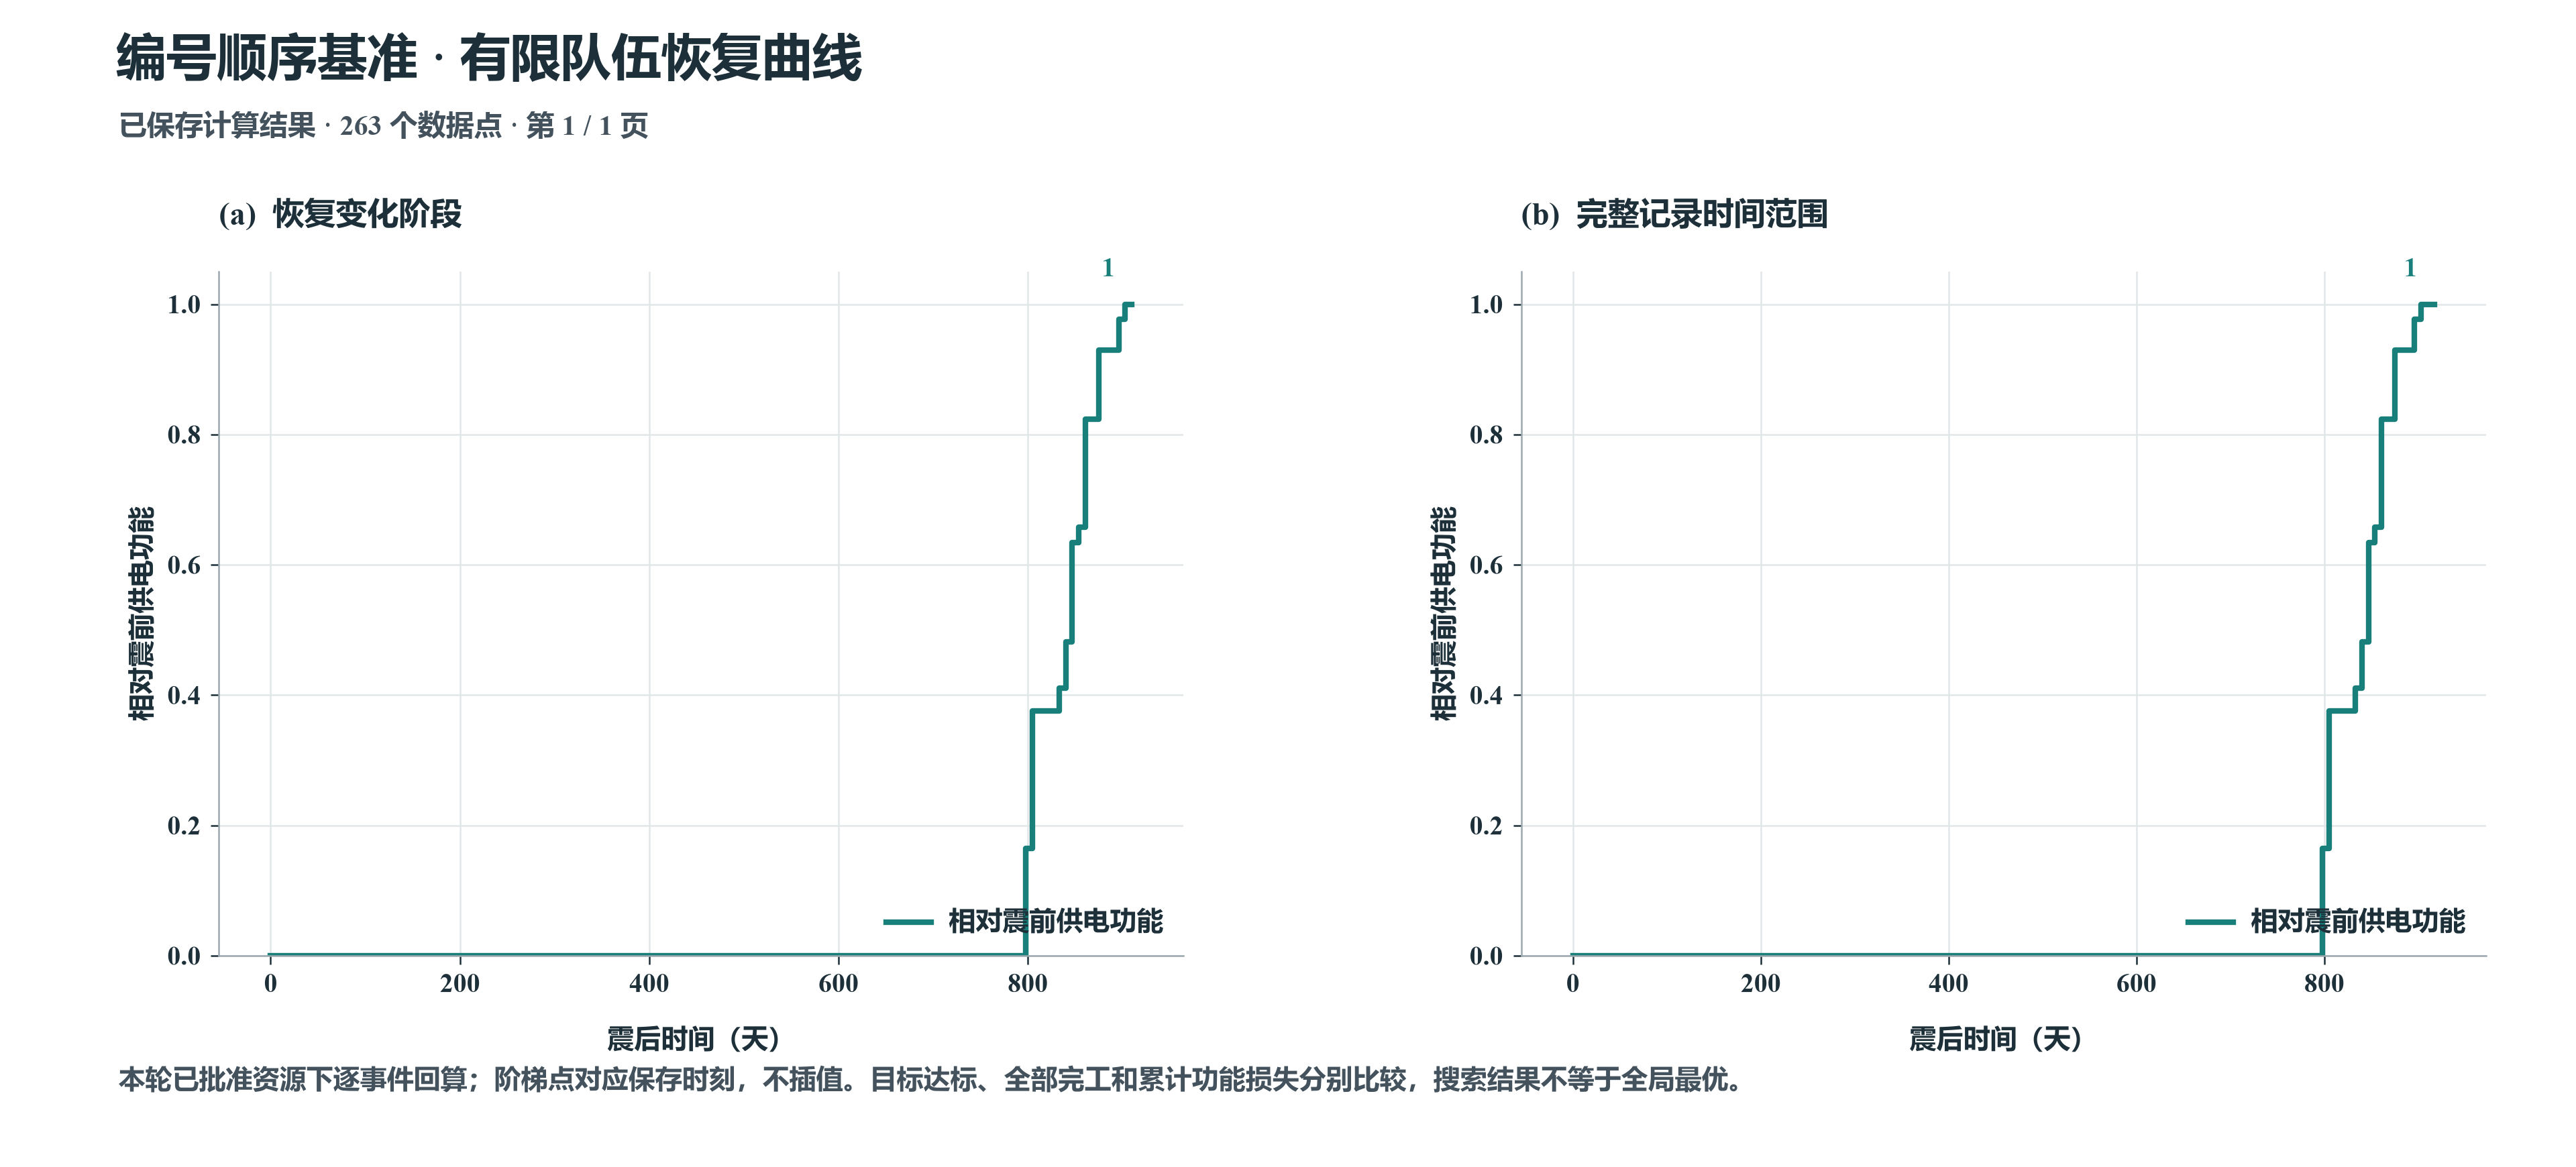 编号顺序基准 · 有限队伍恢复曲线
已保存计算结果 · 263 个数据点 · 第 1 / 1 页
(a) 恢复变化阶段
1
1.0
0.8
0.6
0.4
0.2
0.0
相对震前供电功能
相对震前供电功能
0 200 400 600 800
震后时间（天）
(b) 完整记录时间范围
1
1.0
0.8
0.6
0.4
0.2
0.0
相对震前供电功能
相对震前供电功能
0 200 400 600 800
震后时间（天）
本轮已批准资源下逐事件回算；阶梯点对应保存时刻，不插值。目标达标、全部完工和累计功能损失分别比较，搜索结果不等于全局最优。